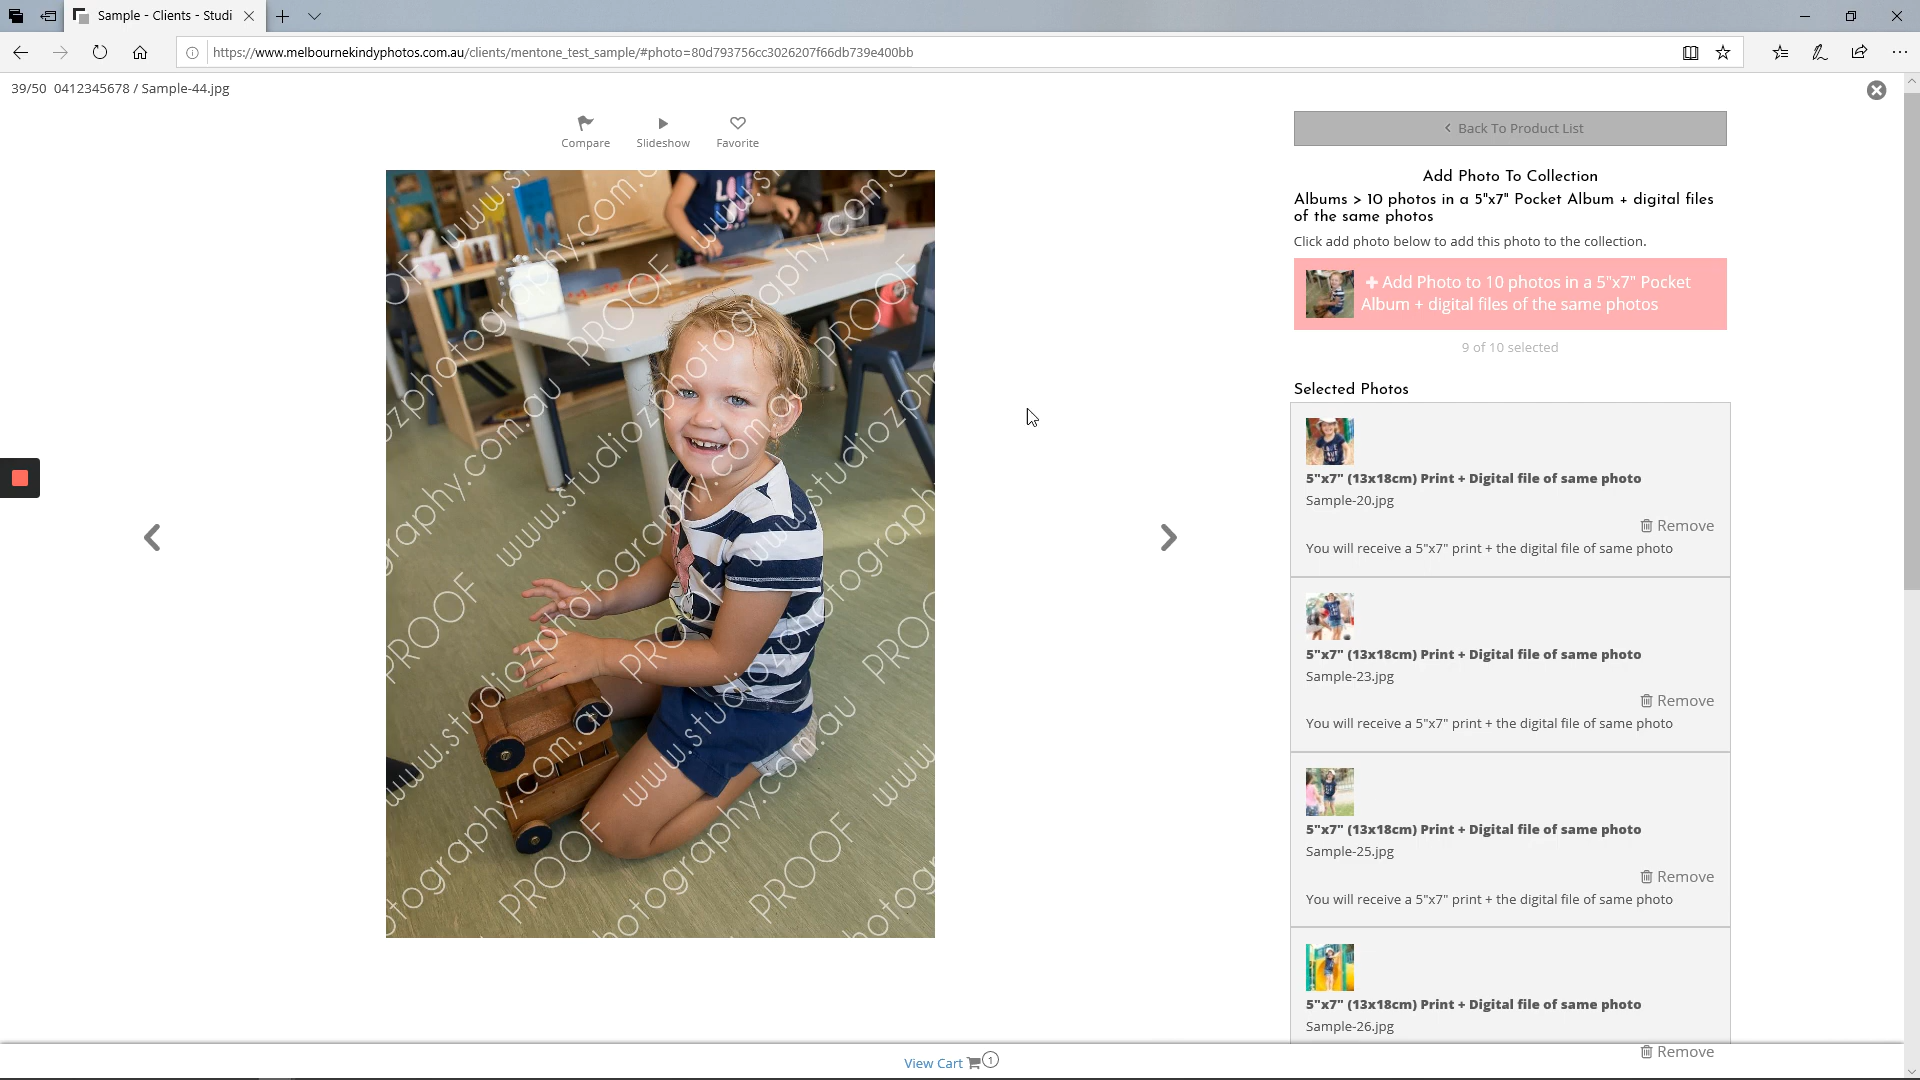 Sample - Clients - Studi
https://www.melbournekindyphotos.com.au/clients/mentone_test_sample/#photo=80d793756cc3026207f66db739e400bb
39/50 0412345678 / Sample-44.jpg
Compare
Slideshow
Favorite
www.studiozphotography.com.au
PROOF
Back To Product List
Add Photo To Collection
Albums > 10 photos in a 5"x7" Pocket Album + digital files
of the same photos
Click add photo below to add this photo to the collection.
+ Add Photo to 10 photos in a 5"x7" Pocket
Album + digital files of the same photos
9 of 10 selected
Selected Photos
5"x7" (13x18cm) Print + Digital file of same photo
Sample-20.jpg
Remove
You will receive a 5"x7" print + the digital file of same photo
5"x7" (13x18cm) Print + Digital file of same photo
Sample-23.jpg
Remove
You will receive a 5"x7" print + the digital file of same photo
5"x7" (13x18cm) Print + Digital file of same photo
Sample-25.jpg
Remove
You will receive a 5"x7" print + the digital file of same photo
5"x7" (13x18cm) Print + Digital file of same photo
Sample-26.jpg
Remove
View Cart 1